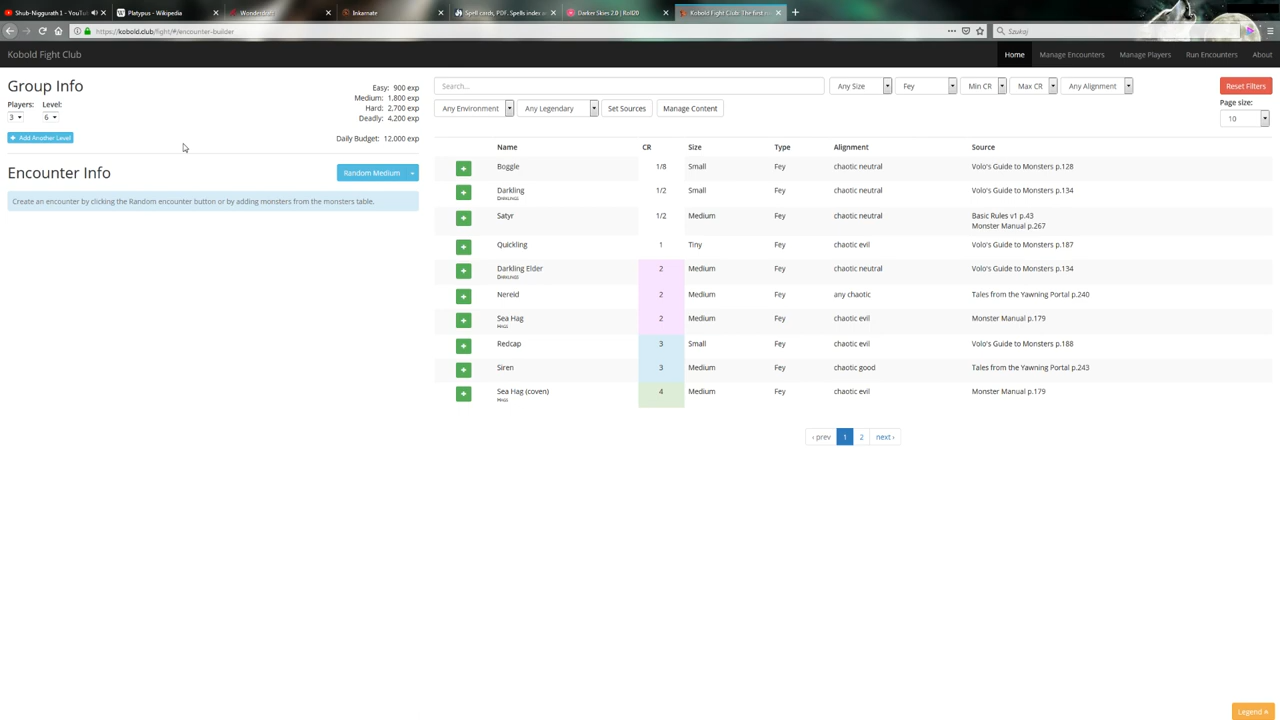 Shub-Niggurath 1 - YouTu
Platypus - Wikipedia
Wonderdraft
Inkarnate
Spell cards, PDF. Spells index
Darker Skies 2.0 | Roll20
Kobold Fight Club: The first
https://kobold.club/fight/#/encounter-builder
Szukaj
Kobold Fight Club
Home
Manage Encounters
Manage Players
Run Encounters
About
Group Info
Players: Level:
3 6
+ Add Another Level
Easy: 900 exp
Medium: 1,800 exp
Hard: 2,700 exp
Deadly: 4,200 exp
Daily Budget: 12,000 exp
Encounter Info
Random Medium
Create an encounter by clicking the Random encounter button or by adding monsters from the monsters table.
Search...
Any Size
Fey
Min CR
Max CR
Any Alignment
Reset Filters
Any Environment
Any Legendary
Set Sources
Manage Content
Page size:
10
Name CR Size Type Alignment Source
Boggle 1/8 Small Fey chaotic neutral Volo's Guide to Monsters p.128
Darkling 1/2 Small Fey chaotic neutral Volo's Guide to Monsters p.134
Darklings
Satyr 1/2 Medium Fey chaotic neutral Basic Rules v1 p.43
Monster Manual p.267
Quickling 1 Tiny Fey chaotic evil Volo's Guide to Monsters p.187
Darkling Elder 2 Medium Fey chaotic neutral Volo's Guide to Monsters p.134
Darklings
Nereid 2 Medium Fey any chaotic Tales from the Yawning Portal p.240
Sea Hag 2 Medium Fey chaotic evil Monster Manual p.179
Hags
Redcap 3 Small Fey chaotic evil Volo's Guide to Monsters p.188
Siren 3 Medium Fey chaotic good Tales from the Yawning Portal p.243
Sea Hag (coven) 4 Medium Fey chaotic evil Monster Manual p.179
Hags
‹ prev 1 2 next ›
Legend